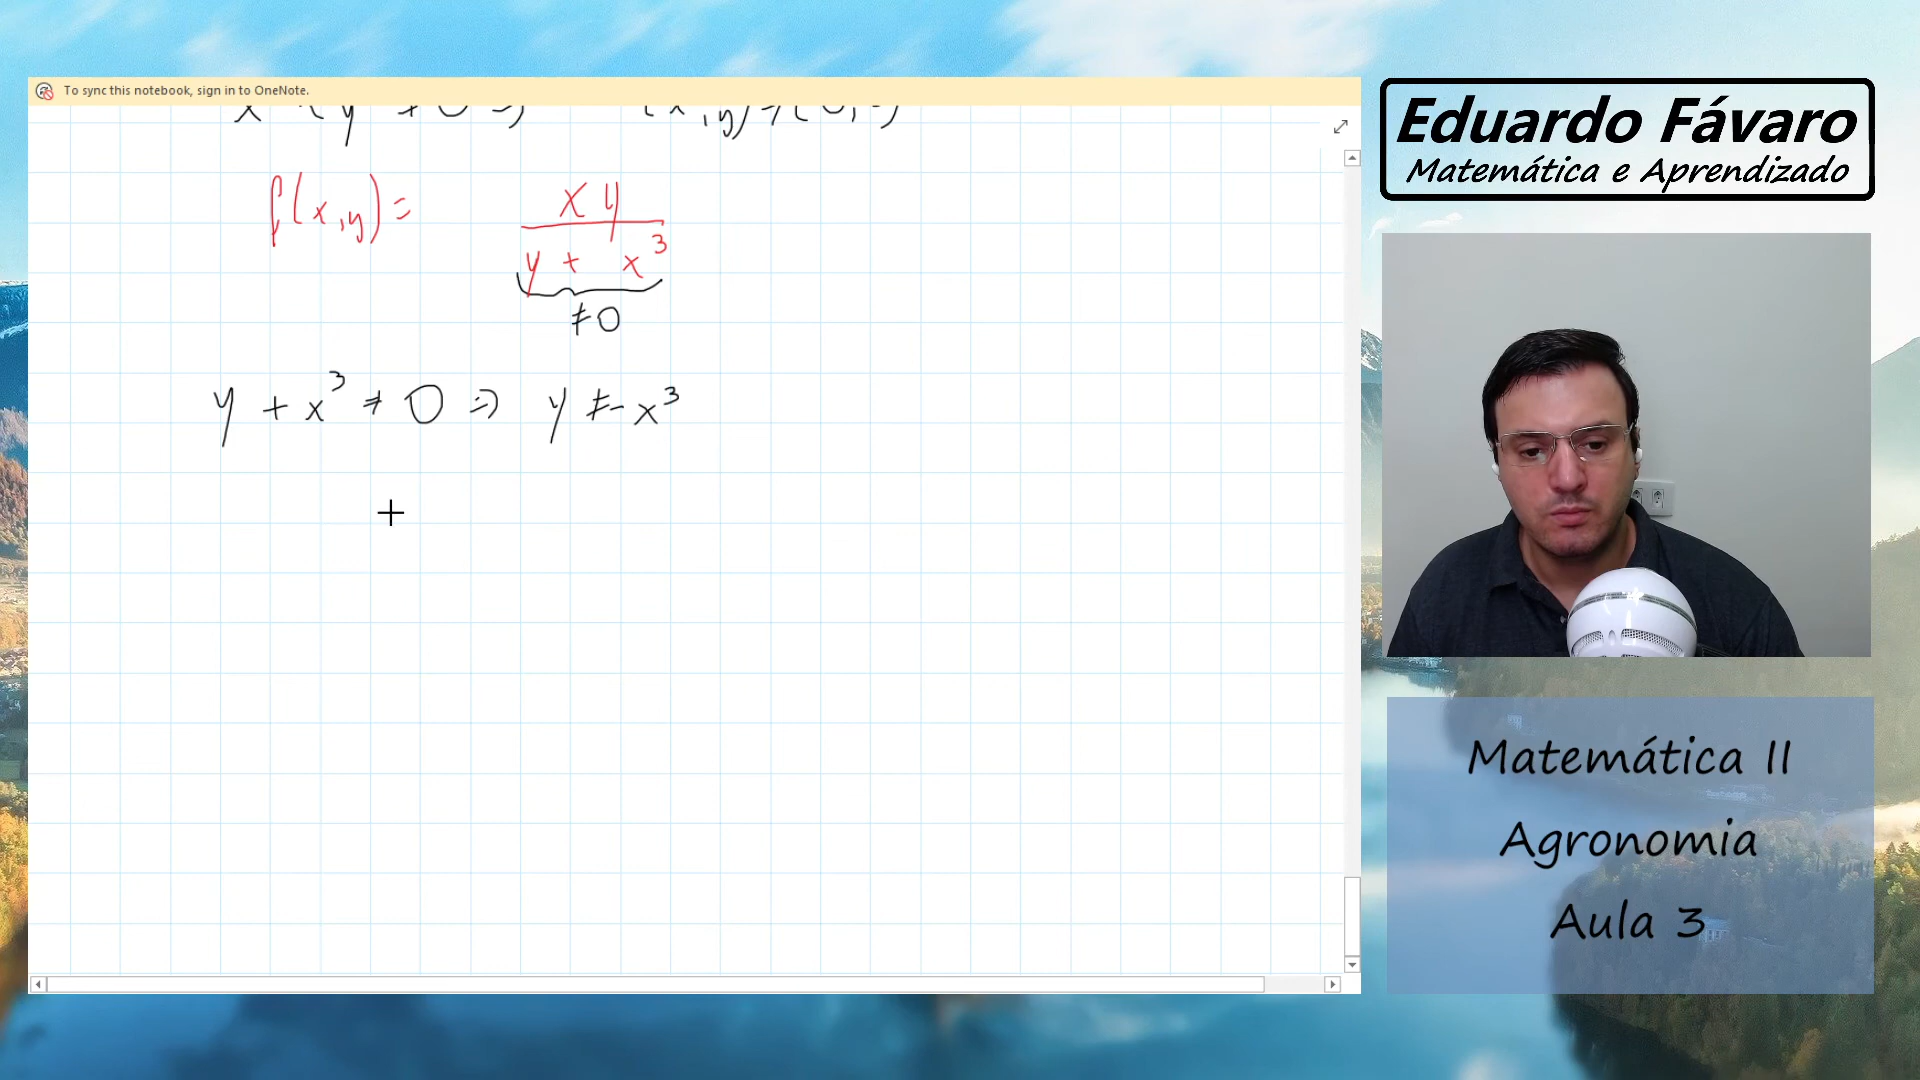 To sync this notebook, sign in to OneNote.
(x,y) ≠ (0,
f(x,y) = xy
y + x³
≠0
y + x³ ≠ 0 ⇒ y ≠ - x³
Eduardo Fávaro
Matemática e Aprendizado
Matemática II
Agronomia
Aula 3